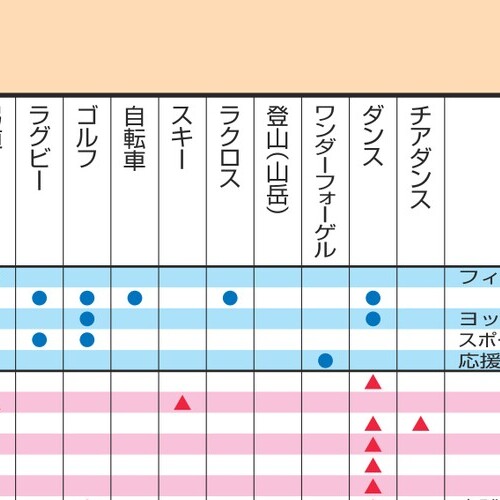 ラグビー
ゴルフ
自転車
スキー
ラクロス
登山(山岳)
ワンダーフォーゲル
ダンス
チアダンス
フィ
ヨッ
スポ
応援